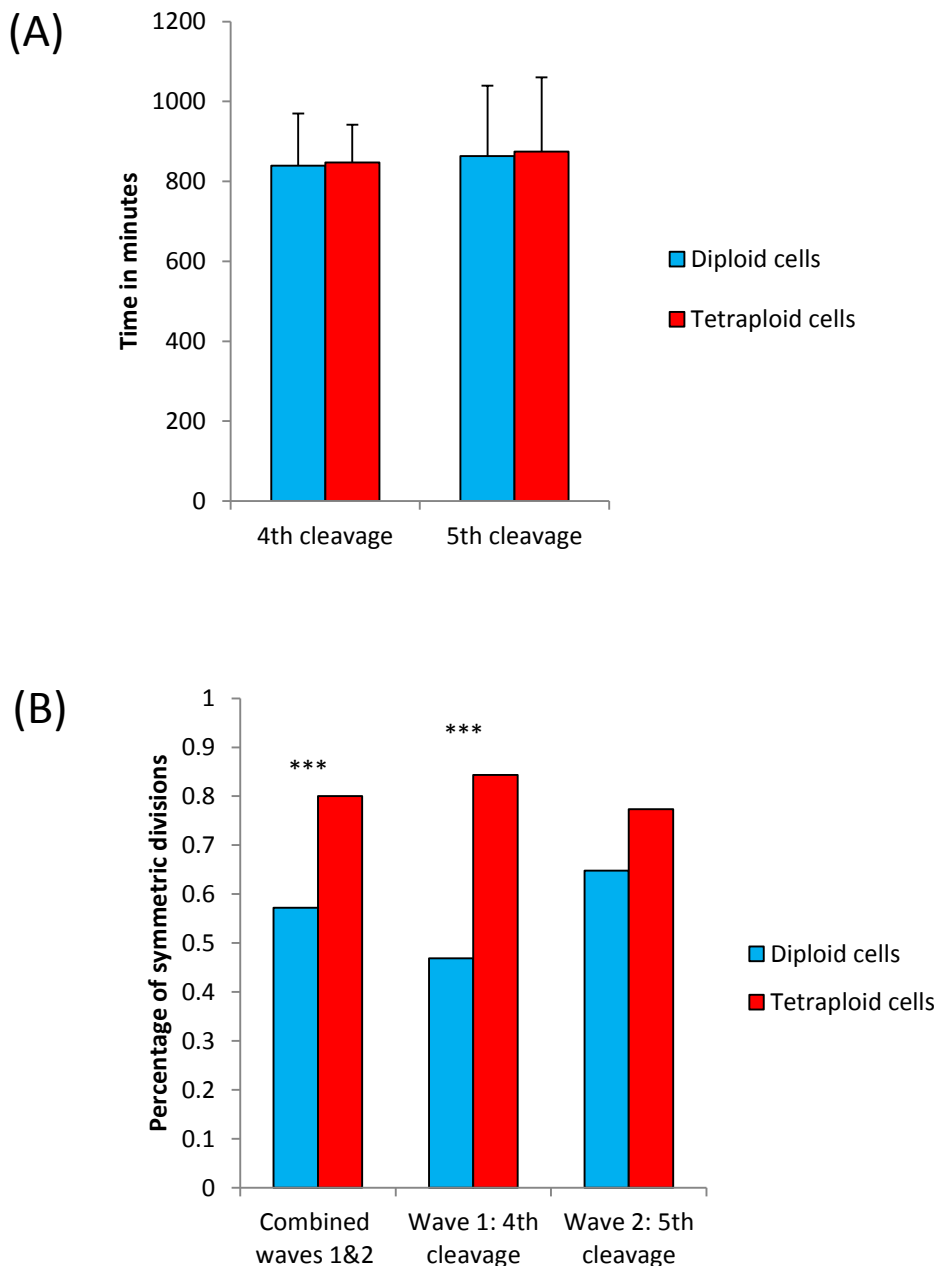 (A)
Time in minutes
1200
1000
800
600
400
200
0
4th cleavage
5th cleavage
Diploid cells
Tetraploid cells
(B)
Percentage of symmetric divisions
1
0.9
0.8
0.7
0.6
0.5
0.4
0.3
0.2
0.1
0
***
***
Combined
waves 1&2
Wave 1: 4th
cleavage
Wave 2: 5th
cleavage
Diploid cells
Tetraploid cells